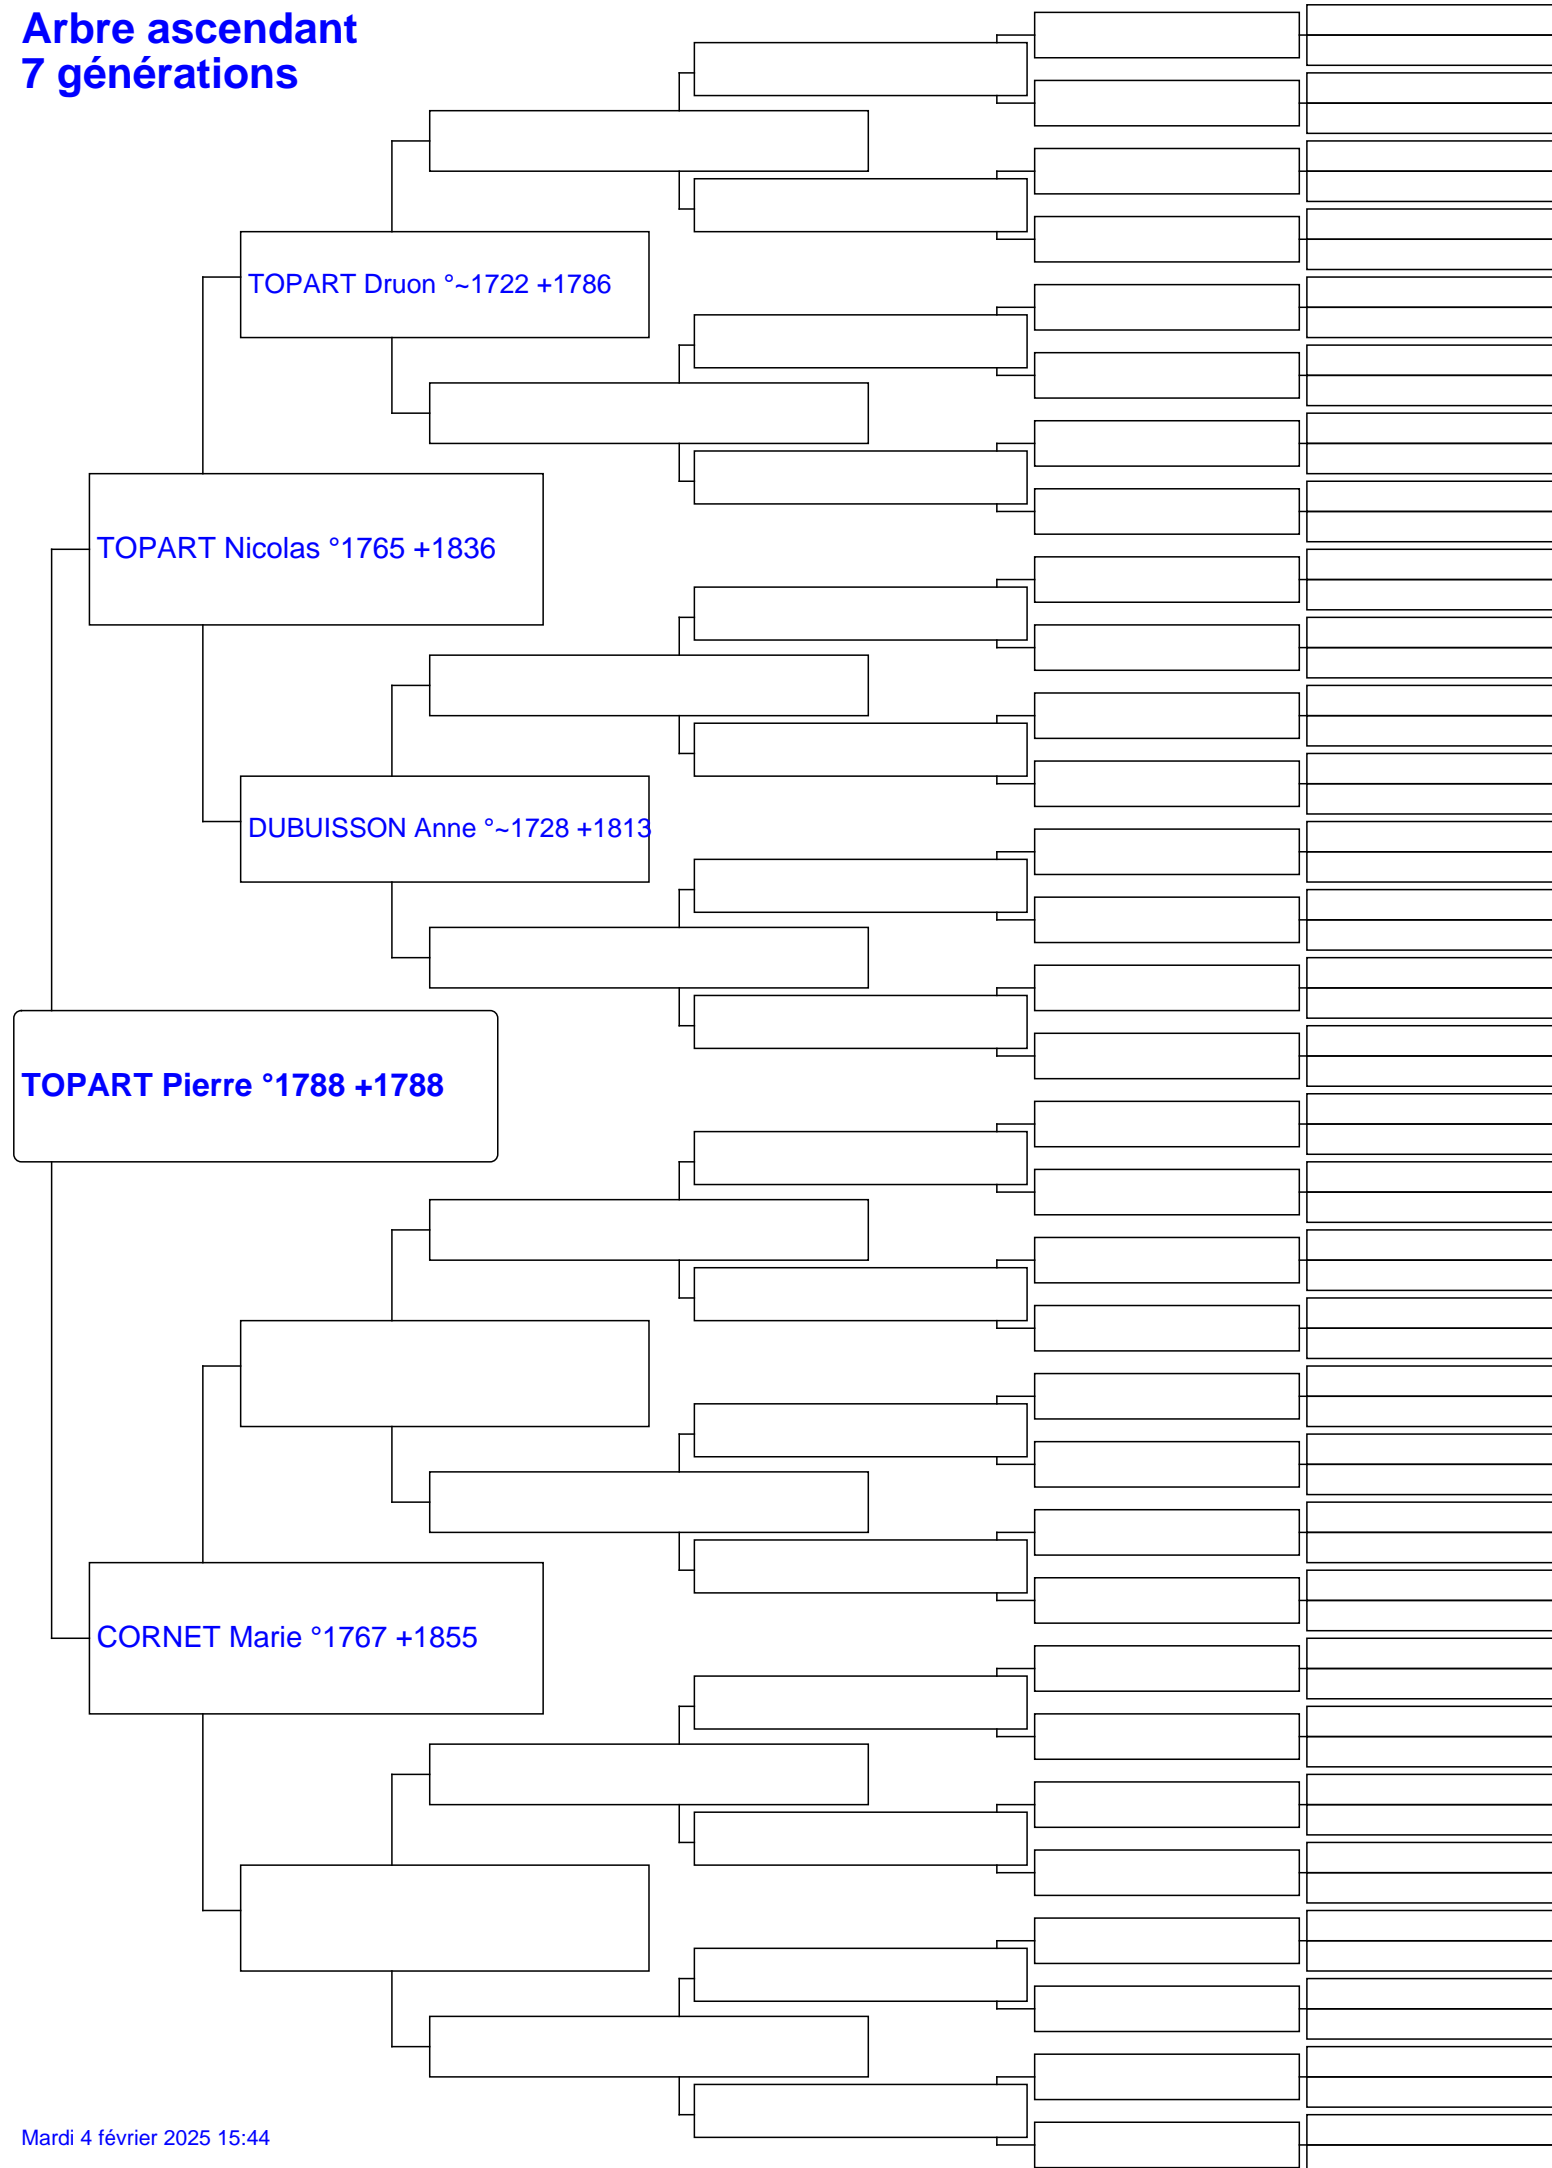 Arbre ascendant
7 générations
TOPART Druon °~1722 +1786
TOPART Nicolas °1765 +1836
DUBUISSON Anne °~1728 +1813
TOPART Pierre °1788 +1788
CORNET Marie °1767 +1855
Mardi 4 février 2025 15:44